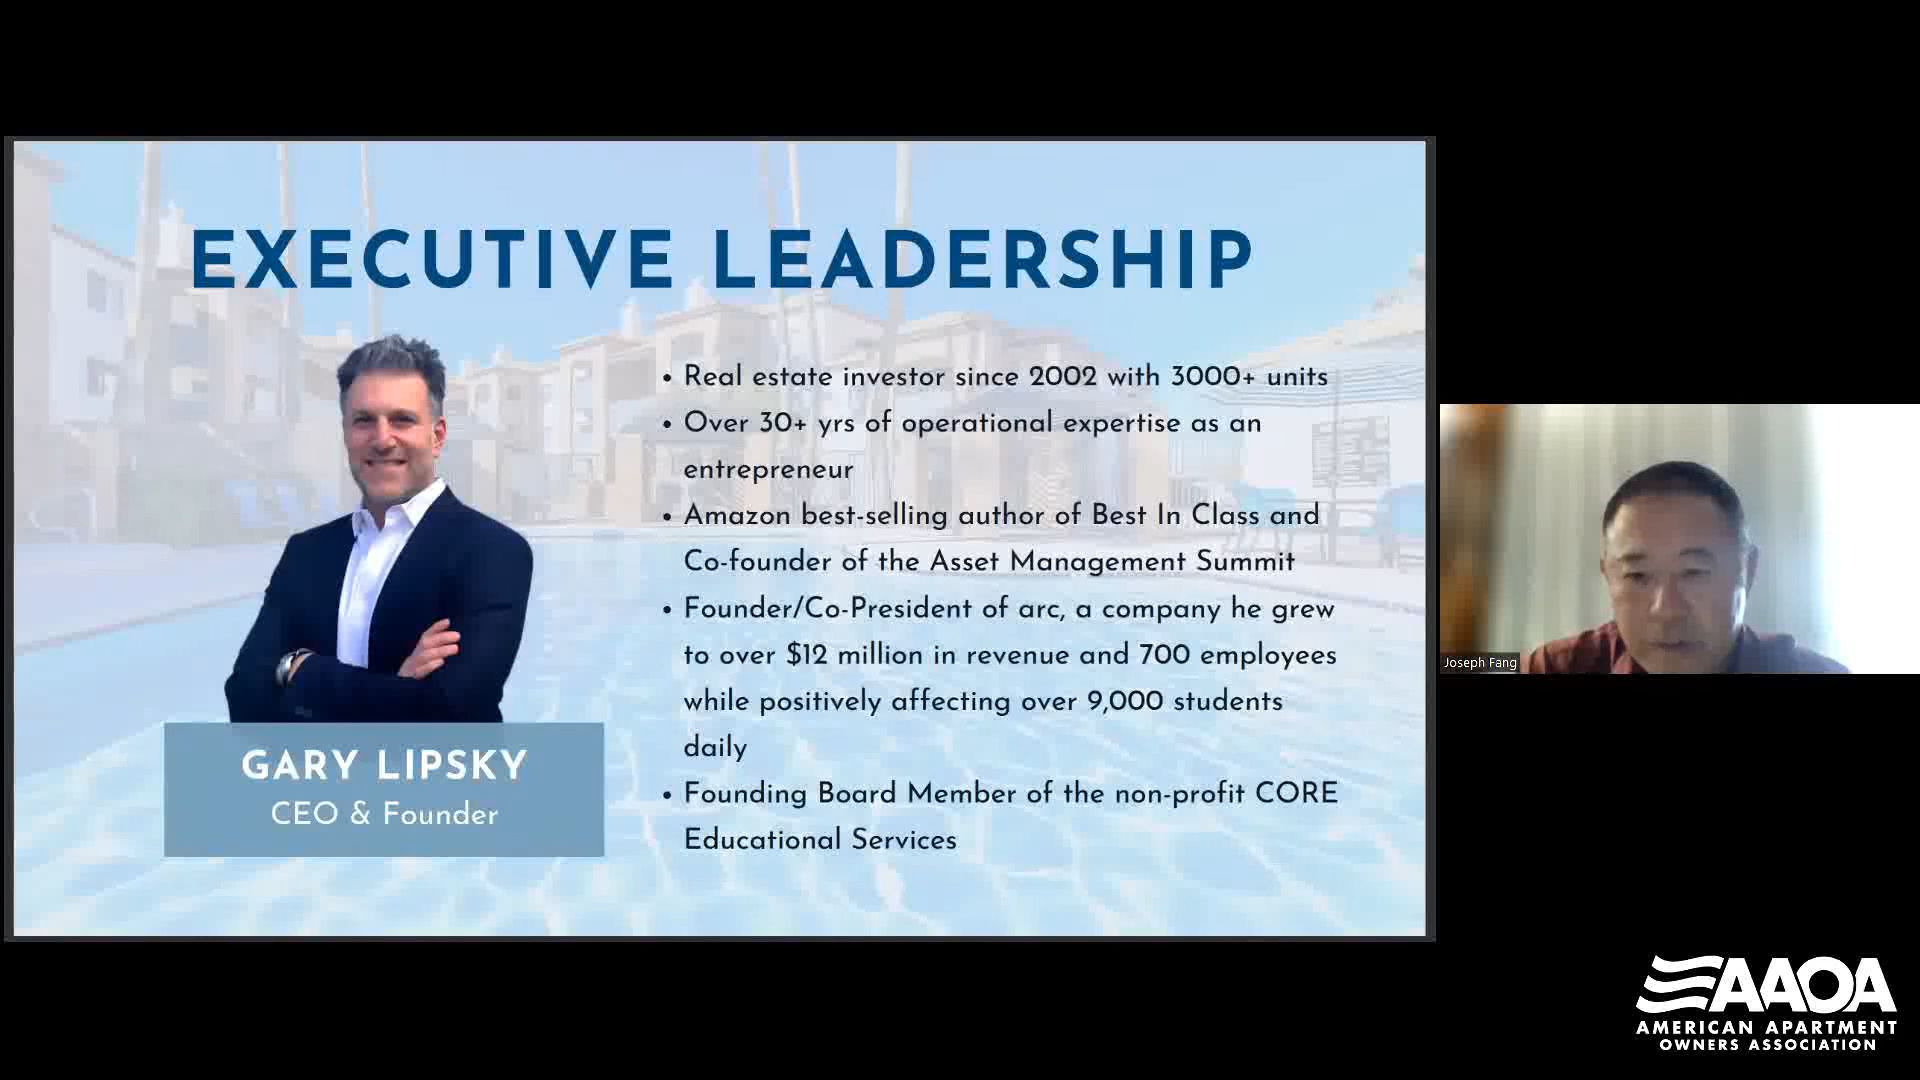 EXECUTIVE LEADERSHIP
• Real estate investor since 2002 with 3000+ units
• Over 30+ yrs of operational expertise as an
entrepreneur
• Amazon best-selling author of Best In Class and
Co-founder of the Asset Management Summit
• Founder/Co-President of arc, a company he grew
to over $12 million in revenue and 700 employees
while positively affecting over 9,000 students
daily
• Founding Board Member of the non-profit CORE
Educational Services
GARY LIPSKY
CEO & Founder
Joseph Fang
AAOA
AMERICAN APARTMENT
OWNERS ASSOCIATION